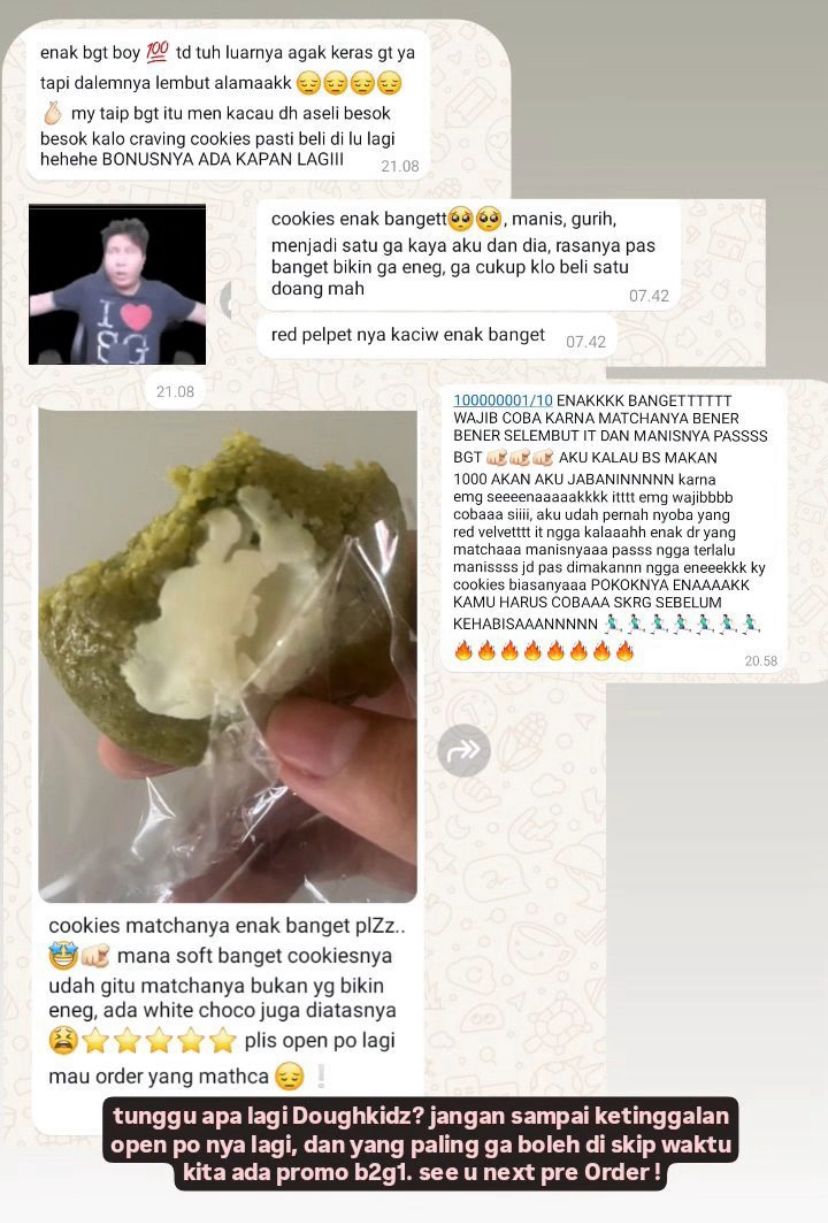 enak bgt boy 💯 td tuh luarnya agak keras gt ya
tapi dalemnya lembut alamaakk 😔😔😔😔
🫰🏻 my taip bgt itu men kacau dh aseli besok
besok kalo craving cookies pasti beli di lu lagi
hehehe BONUSNYA ADA KAPAN LAGIII
21.08
cookies enak bangett🥺🥺, manis, gurih,
menjadi satu ga kaya aku dan dia, rasanya pas
banget bikin ga eneg, ga cukup klo beli satu
doang mah
07.42
I ❤
red pelpet nya kaciw enak banget
07.42
21.08
100000001/10 ENAKKKK BANGETTTTTT
WAJIB COBA KARNA MATCHANYA BENER
BENER SELEMBUT IT DAN MANISNYA PASSSS
BGT 🫵🏻🫵🏻🫵🏻 AKU KALAU BS MAKAN
1000 AKAN AKU JABANINNNNN karna
emg seeeenaaaaakkkk itttt emg wajibbbb
cobaaa siiii, aku udah pernah nyoba yang
red velvetttt it ngga kalaaahh enak dr yang
matchaaa manisnyaaa passs ngga terlalu
manissss jd pas dimakannn ngga eneeekkk ky
cookies biasanyaaa POKOKNYA ENAAAAKK
KAMU HARUS COBAAA SKRG SEBELUM
KEHABISAAANNNNN 🏃🏻‍♂️🏃🏻‍♂️🏃🏻‍♂️🏃🏻‍♂️🏃🏻‍♂️🏃🏻‍♂️🏃🏻‍♂️
🔥🔥🔥🔥🔥🔥🔥🔥
20.58
cookies matchanya enak banget plZz..
🤩🫵🏻 mana soft banget cookiesnya
udah gitu matchanya bukan yg bikin
eneg, ada white choco juga diatasnya
😫⭐⭐⭐⭐⭐ plis open po lagi
mau order yang mathca 😔❕
tunggu apa lagi Doughkidz? jangan sampai ketinggalan
open po nya lagi, dan yang paling ga boleh di skip waktu
kita ada promo b2g1. see u next pre Order !